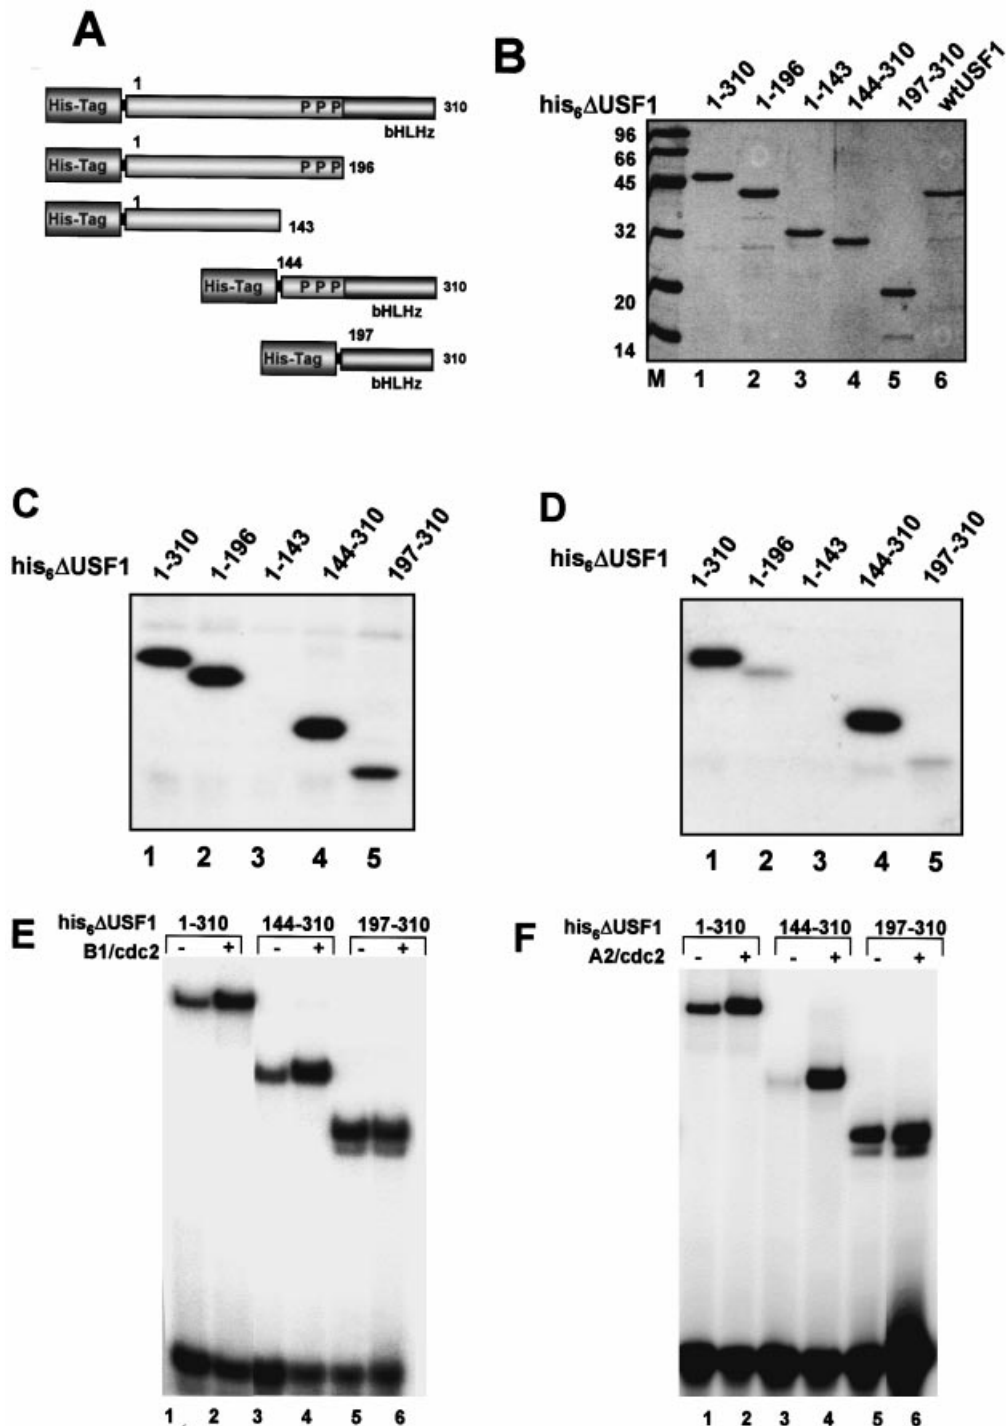 A
1
His-Tag
P P P
310
bHLHz
1
His-Tag
P P P
196
1
His-Tag
143
144
His-Tag
P P P
310
bHLHz
197
His-Tag
310
bHLHz
B
his₆ΔUSF1
1-310
1-196
1-143
144-310
197-310
wtUSF1
96
66
45
32
20
14
M 1 2 3 4 5 6
C
his₆ΔUSF1
1-310
1-196
1-143
144-310
197-310
1 2 3 4 5
D
his₆ΔUSF1
1-310
1-196
1-143
144-310
197-310
1 2 3 4 5
E
his₆ΔUSF1 1-310 144-310 197-310
B1/cdc2 - + - + - +
1 2 3 4 5 6
F
his₆ΔUSF1 1-310 144-310 197-310
A2/cdc2 - + - + - +
1 2 3 4 5 6